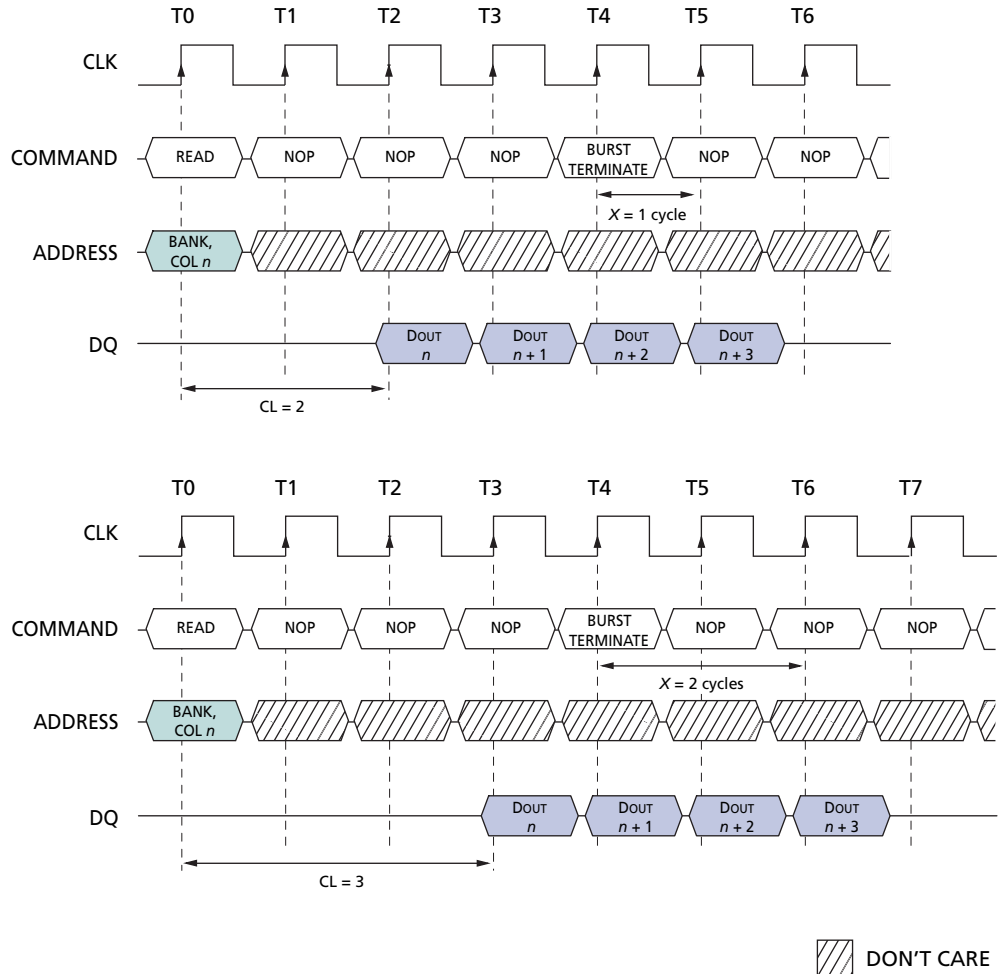 T0 T1 T2 T3 T4 T5 T6
CLK
COMMAND READ NOP NOP NOP BURST TERMINATE NOP NOP
X = 1 cycle
ADDRESS BANK, COL n
DQ DOUT n DOUT n + 1 DOUT n + 2 DOUT n + 3
CL = 2
T0 T1 T2 T3 T4 T5 T6 T7
CLK
COMMAND READ NOP NOP NOP BURST TERMINATE NOP NOP NOP
X = 2 cycles
ADDRESS BANK, COL n
DQ DOUT n DOUT n + 1 DOUT n + 2 DOUT n + 3
CL = 3
DON'T CARE